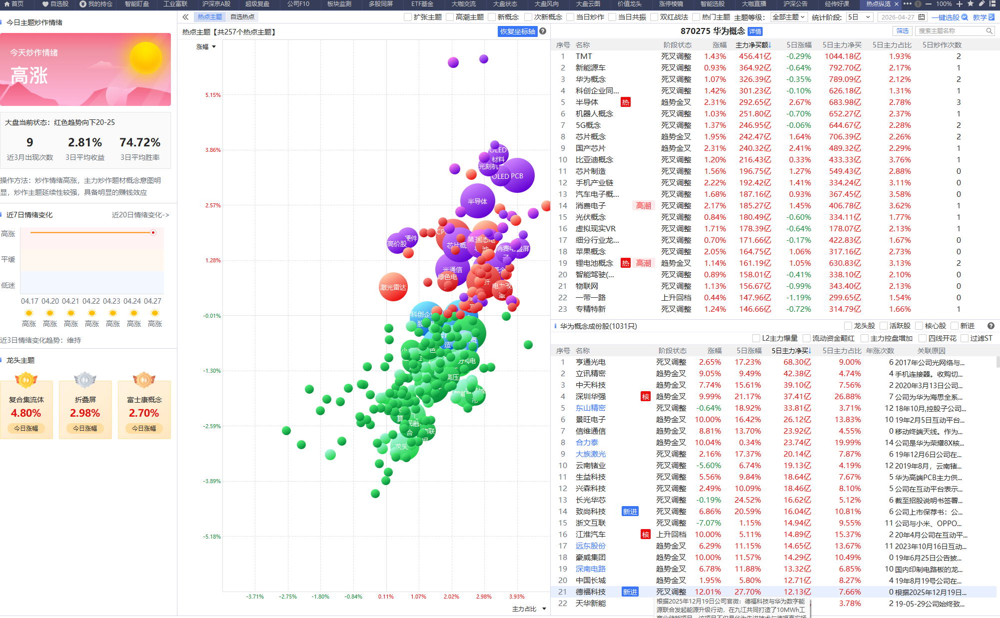 首页 自选股 我的持仓 智能盯盘 工业富联 沪深京A股 超级复盘 公司F10 板块监测 多股同屏 ETF基金 大咖交流 大盘状态 大盘风向 大盘云图 价值龙头 涨停棱镜 智能选股 大咖直播 沪深公告 经传好课 热点纵览 × 100%
今日主题炒作情绪
今天炒作情绪
高涨
大盘当前状态：红色趋势向下20-25
9 2.81% 74.72%
近3月出现次数 3日平均收益 3日平均胜率
操作方法：炒作情绪高涨，主力炒作题材概念意图明
显，炒作主题延续性较强，具备明显的赚钱效应
近7日情绪变化 近20日情绪变化->
高涨
平缓
低迷
04.17 04.20 04.21 04.22 04.23 04.24 04.27
高涨 高涨 高涨 高涨 高涨 高涨 高涨
近3日情绪变化趋势：维持
龙头主题
复合集流体 折叠屏 富士康概念
4.80% 2.98% 2.70%
今日涨幅 今日涨幅 今日涨幅
热点主题 自选热点 扩张主题 高潮主题 新概念 次新概念 当日炒作 当日共振 双红战法 热门主题 主题等级： 全部主题 统计阶段: 5日 2026-04-27 一键选股 教学
热点主题【共257个热点主题】 恢复坐标轴
涨幅
5.15%
3.86%
2.57%
1.28%
-0.01%
-1.30%
-2.59%
-3.89%
-5.18%
OLED
材料
光刻机
OLED PCB
半导体
硬件
高价股
芯片概
消费电
光通信
绿色电
激光雷达
电力改
革
科创企
高压
民融
合
物联
网
龙头
-3.71% -2.75% -1.80% -0.84% 0.11% 1.07% 2.02% 2.98% 3.93%
主力占比
870275 华为概念 详情 筛选 搜索主题名称
序号 名称 阶段状态 涨幅 主力净买额↓ 5日涨幅 5日主力净买 5日主力占比 5日炒作次数
1 TMT 死叉调整 1.43% 456.41亿 -0.29% 1044.18亿 1.93% 2
2 新能源车 死叉调整 0.93% 364.92亿 -0.64% 792.70亿 2.17% 1
3 华为概念 死叉调整 1.07% 326.39亿 -0.35% 789.09亿 2.12% 2
4 科创企业同... 死叉调整 1.42% 301.23亿 -0.10% 626.18亿 1.31% 1
5 半导体 热 趋势金叉 2.31% 292.65亿 2.67% 683.98亿 2.78% 3
6 机器人概念 死叉调整 1.03% 251.80亿 -0.70% 652.27亿 2.37% 1
7 5G概念 死叉调整 1.37% 246.95亿 -0.06% 644.67亿 2.28% 2
8 芯片概念 趋势金叉 1.95% 242.47亿 1.64% 706.39亿 2.26% 2
9 国产芯片 趋势金叉 2.31% 240.32亿 2.41% 489.32亿 2.29% 1
10 比亚迪概念 死叉调整 1.20% 216.43亿 0.33% 433.33亿 3.76% 1
11 芯片制造 死叉调整 1.56% 196.75亿 1.27% 549.43亿 2.88% 0
12 手机产业链 死叉调整 2.22% 192.42亿 1.41% 334.24亿 3.11% 0
13 汽车电子概... 死叉调整 1.68% 187.16亿 0.93% 367.45亿 3.58% 0
14 消费电子 高潮 死叉调整 2.17% 185.27亿 1.45% 406.78亿 3.62% 1
15 光伏概念 死叉调整 0.84% 180.49亿 -0.60% 334.11亿 1.77% 1
16 虚拟现实VR 死叉调整 1.71% 178.39亿 -0.64% 178.07亿 2.13% 1
17 细分行业龙... 死叉调整 0.70% 171.66亿 -0.17% 422.83亿 1.67% 0
18 苹果概念 死叉调整 2.05% 164.75亿 1.06% 317.16亿 2.73% 0
19 锂电池概念 热 高潮 趋势金叉 1.14% 161.19亿 1.05% 630.83亿 3.13% 2
20 智能驾驶(... 死叉调整 0.89% 158.01亿 -0.41% 338.10亿 2.10% 0
21 物联网 死叉调整 1.13% 156.67亿 -0.99% 343.40亿 2.13% 0
22 一带一路 上升回档 0.44% 147.96亿 -1.19% 299.65亿 1.54% 0
23 专精特新 死叉调整 1.24% 146.66亿 -0.72% 314.79亿 1.66% 1
华为概念成份股(1031只) 龙头股 活跃股 核心股 新进
L2主力爆量 流动资金翻红 主力控盘增加 四线开花 过滤ST
序号 名称 阶段状态 涨幅 5日涨幅 5日主力净买↓ 5日主力占比 年涨次数 关联原因
1 亨通光电 死叉调整 2.65% 17.23% 68.30亿 9.00% 6 2017年公司光网络与...
2 立讯精密 趋势金叉 9.05% 9.49% 42.38亿 4.74% 4 手机连接器。收购切...
3 中天科技 趋势金叉 7.74% 15.61% 39.10亿 7.56% 2 2020年3月13日公司...
4 深圳华强 核 趋势金叉 9.99% 21.17% 37.41亿 26.88% 7 公司为华为海思全系...
5 东山精密 死叉调整 -0.64% 18.92% 33.81亿 3.71% 12 18年10月,控股子公司...
6 景旺电子 趋势金叉 10.00% 16.42% 26.12亿 13.83% 10 19年2月5日互动平台...
7 信维通信 趋势金叉 8.81% 13.70% 23.92亿 4.55% 0 移动终端天线。作为...
8 合力泰 趋势金叉 10.04% 0.34% 23.74亿 19.99% 14 公司是华为荣耀8X核...
9 大族激光 死叉调整 2.16% 17.37% 20.14亿 7.87% 6 19年12月6日公司在...
10 云南锗业 死叉调整 -5.60% 6.74% 19.13亿 4.19% 12 2019年8月，云南锗...
11 生益科技 死叉调整 5.56% 9.84% 18.64亿 7.67% 5 华为高端PCB主力供...
12 兴森科技 死叉调整 2.49% 10.09% 18.46亿 8.10% 5 公司在互动平台表示...
13 长光华芯 死叉调整 -0.19% 24.52% 16.62亿 5.12% 6 截至招股说明书签署...
14 致尚科技 新进 死叉调整 6.86% 20.59% 16.04亿 10.81% 6 公司上市保荐书：公...
15 浙文互联 死叉调整 -7.07% 1.15% 14.94亿 9.55% 11 公司与小米、OPPO...
16 江淮汽车 核 上升回档 10.00% 5.11% 14.89亿 15.37% 2 20年4月公司在互动平...
17 远东股份 趋势金叉 6.29% 11.15% 14.65亿 13.67% 11 2023年10月16日互动...
18 豪威集团 趋势金叉 10.00% 11.57% 14.29亿 10.49% 0 19年6月25日公告披...
19 深南电路 趋势金叉 6.78% 11.88% 13.32亿 6.85% 10 国内印制电路板的龙...
20 中国长城 趋势金叉 1.95% 5.80% 12.71亿 8.27% 4 19年8月19号公司在...
21 德福科技 新进 死叉调整 12.01% 27.70% 12.13亿 7.66% 0 根据2025年12月19日...
22 天华新能 3.78% 2 19-05-29公司始终致...
根据2025年12月19日公司官微：德福科技与华为数字能
源联合发起能源升级行动，在九江共同打造了10MWh工